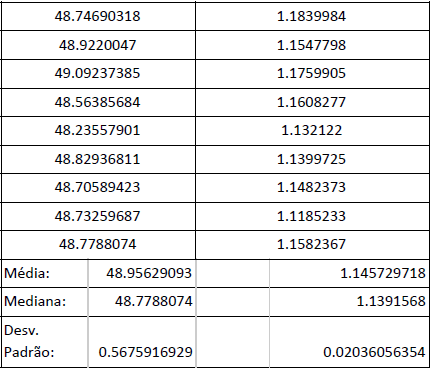 48.74690318 1.1839984
48.9220047 1.1547798
49.09237385 1.1759905
48.56385684 1.1608277
48.23557901 1.132122
48.82936811 1.1399725
48.70589423 1.1482373
48.73259687 1.1185233
48.7788074 1.1582367
Média: 48.95629093 1.145729718
Mediana: 48.7788074 1.1391568
Desv.
Padrão: 0.5675916929 0.02036056354